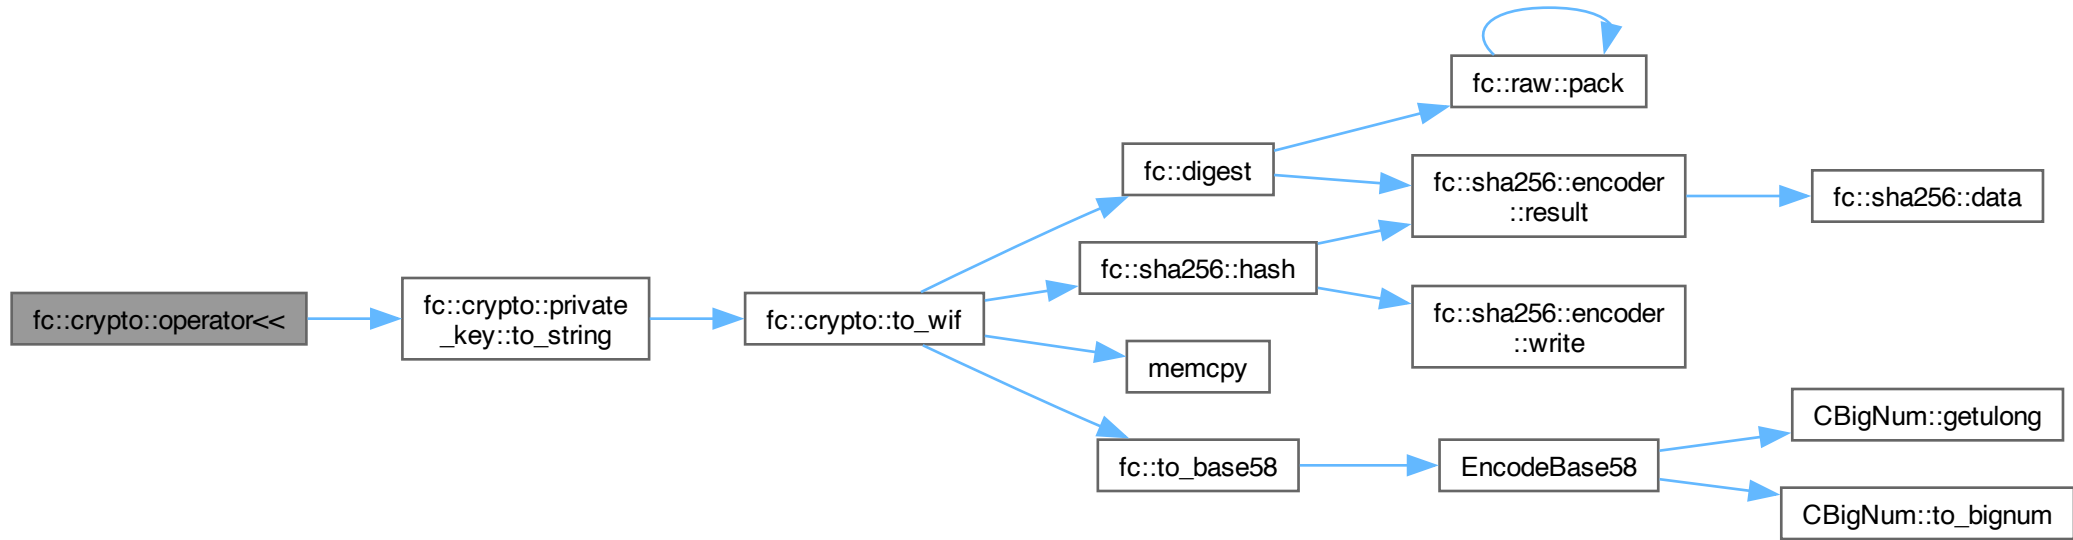 fc::crypto::operator<<
fc::crypto::private
_key::to_string
fc::crypto::to_wif
fc::digest
fc::raw::pack
fc::sha256::encoder
::result
fc::sha256::data
fc::sha256::hash
fc::sha256::encoder
::write
memcpy
fc::to_base58
EncodeBase58
CBigNum::getulong
CBigNum::to_bignum